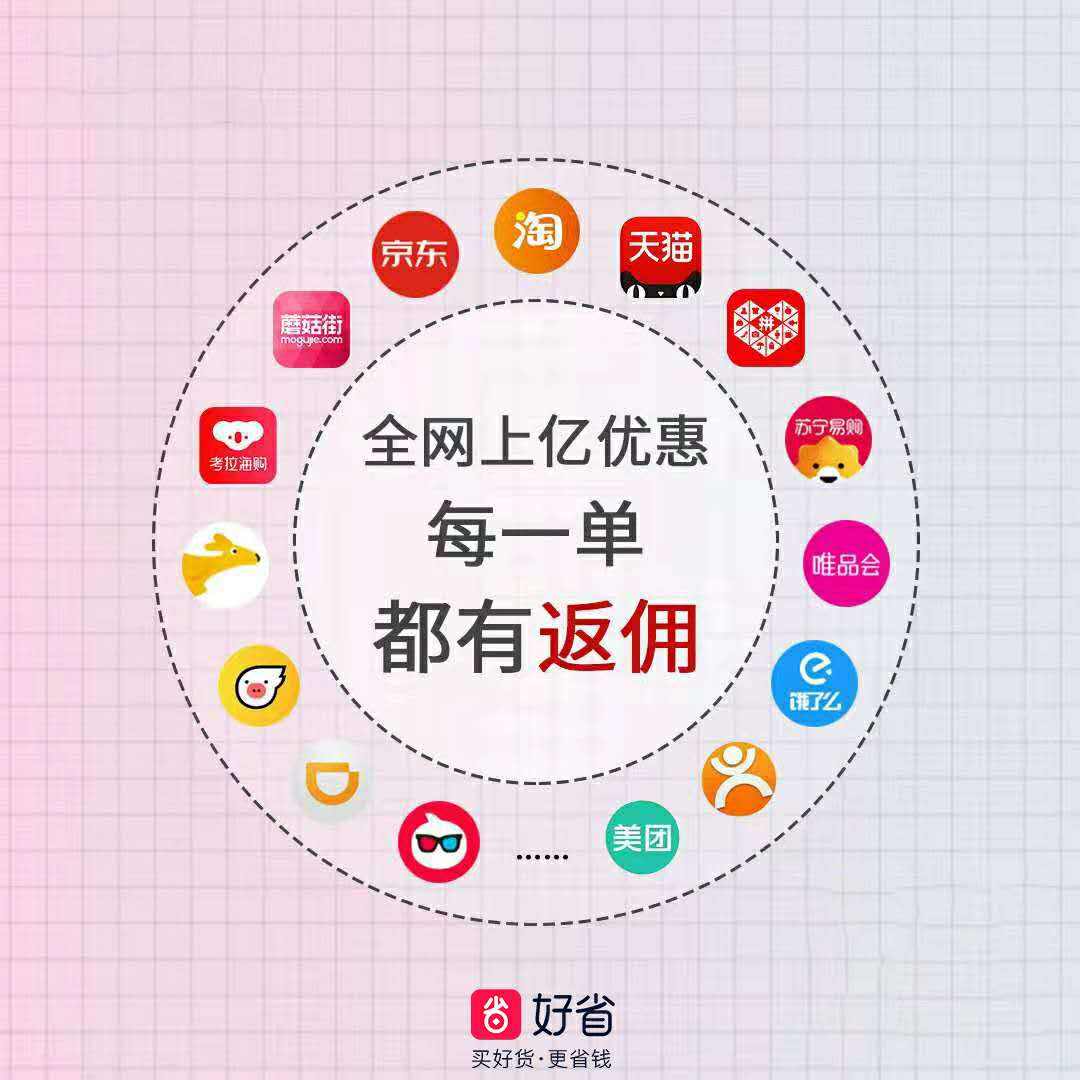 淘
京东
天猫
蘑菇街
mogujie.com
拼
考拉海购
苏宁易购
全网上亿优惠
每一单
都有返佣
唯品会
饿了么
美团
......
省 好省
买好货·更省钱